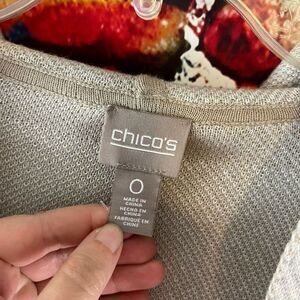 chico's
0
MADE IN
CHINA
HECHO EN
CHINA
FABRIQUÉ EN
CHINE